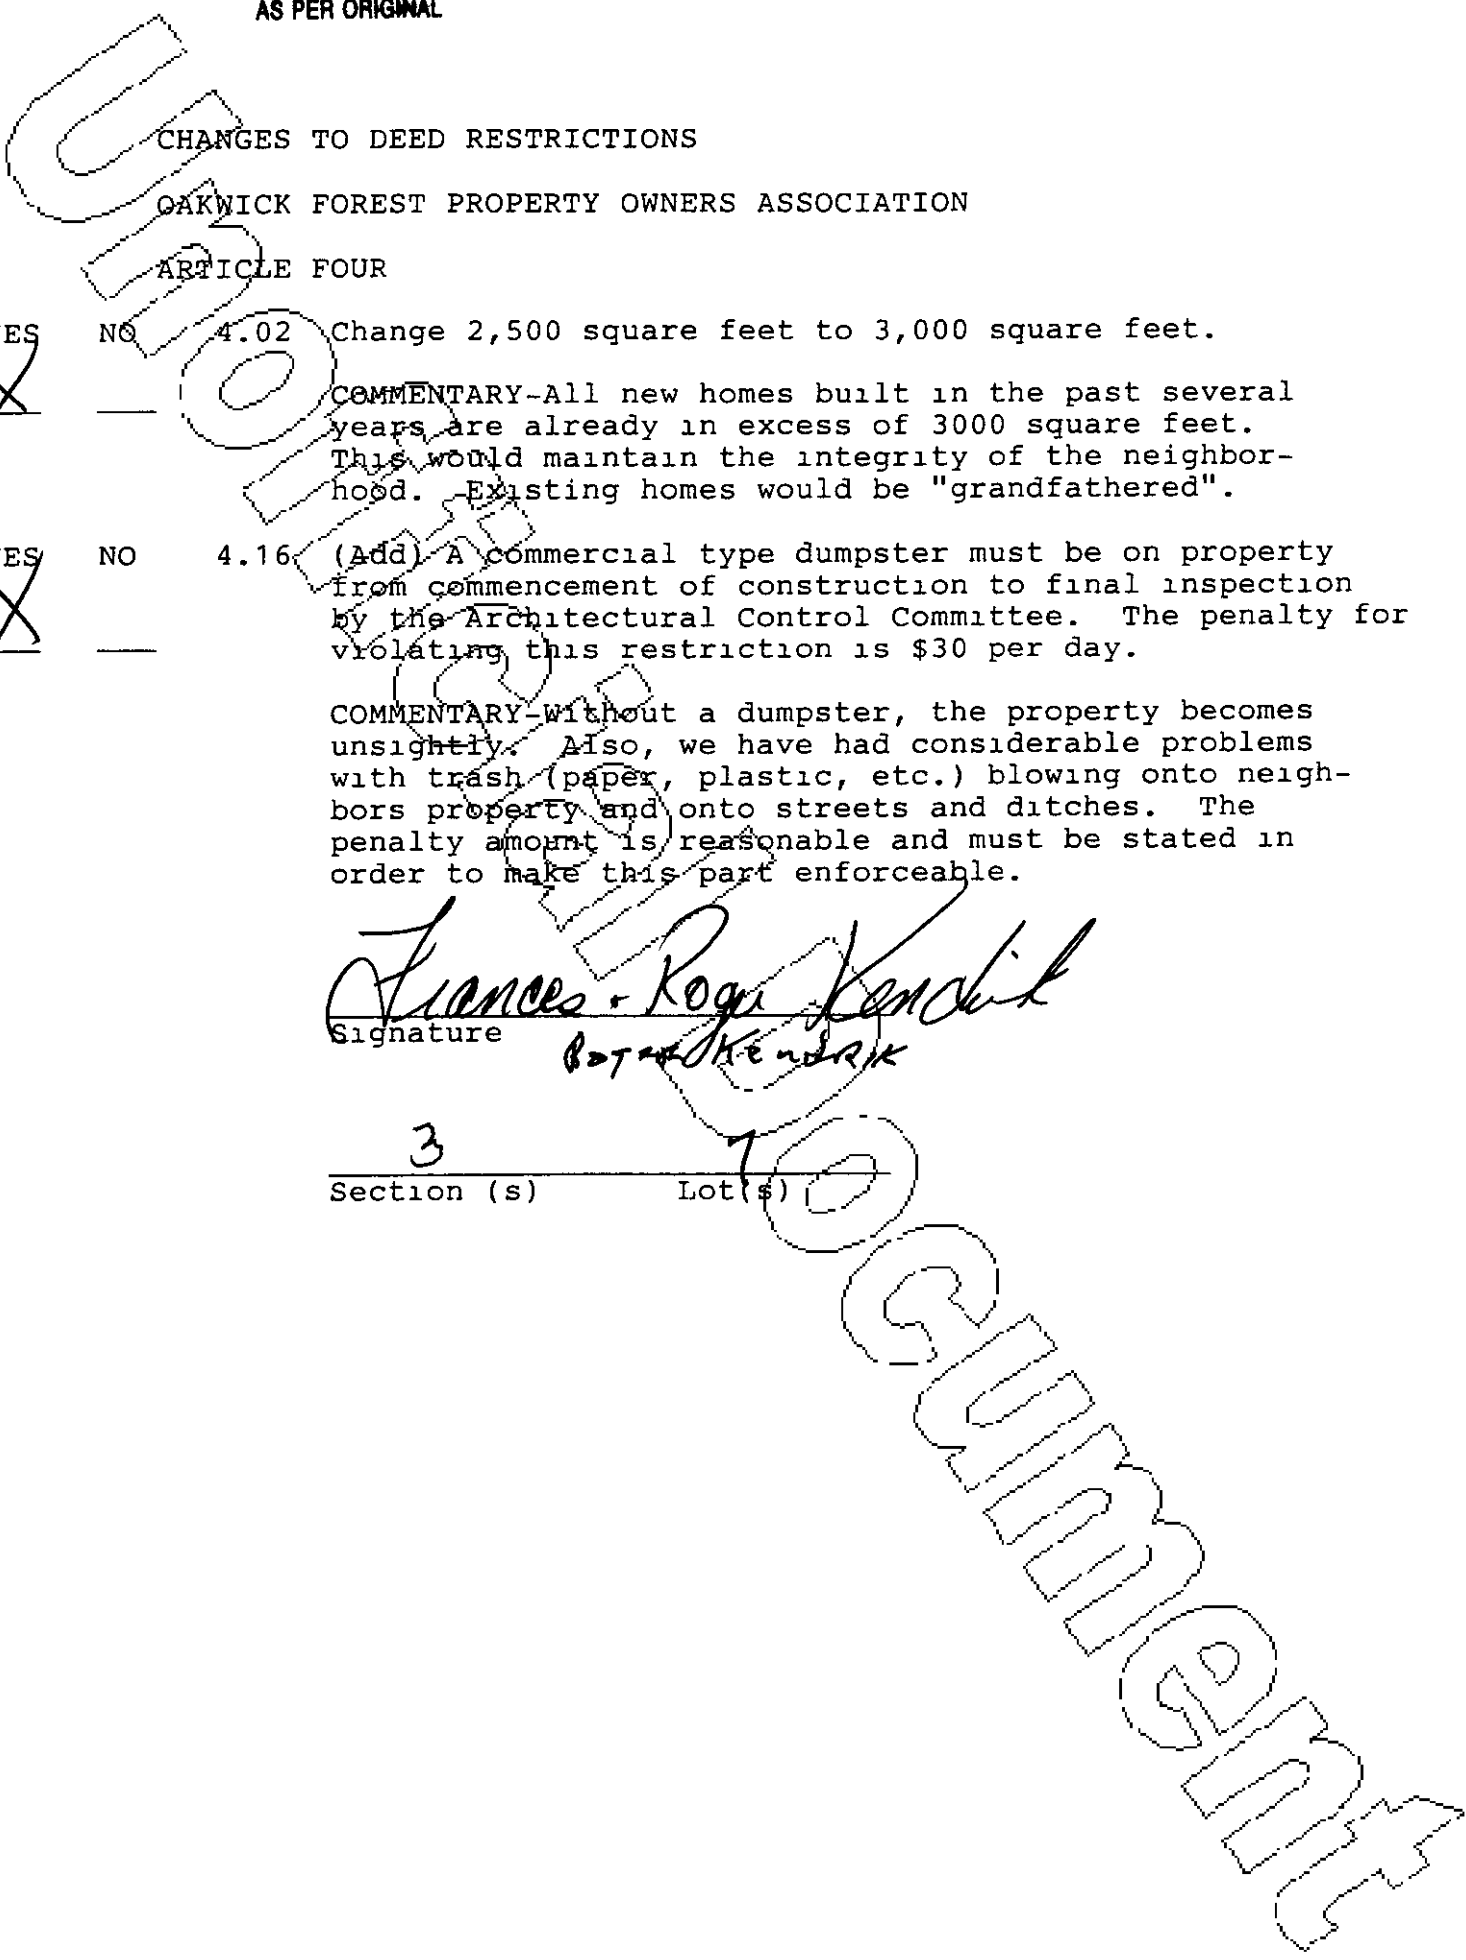 AS PER ORIGINAL
CHANGES TO DEED RESTRICTIONS
OAKWICK FOREST PROPERTY OWNERS ASSOCIATION
ARTICLE FOUR
ES NO 4.02 Change 2,500 square feet to 3,000 square feet.
X
COMMENTARY-All new homes built in the past several
years are already in excess of 3000 square feet.
This would maintain the integrity of the neighbor-
hood. Existing homes would be "grandfathered".
ES NO 4.16 (Add) A commercial type dumpster must be on property
from commencement of construction to final inspection
X by the Architectural Control Committee. The penalty for
violating this restriction is $30 per day.
COMMENTARY-Without a dumpster, the property becomes
unsightly. Also, we have had considerable problems
with trash (paper, plastic, etc.) blowing onto neigh-
bors property and onto streets and ditches. The
penalty amount is reasonable and must be stated in
order to make this part enforceable.
Frances + Roger Kendrik
Signature
Kendrik
3 7
Section (s) Lot(s)
Unofficial Document